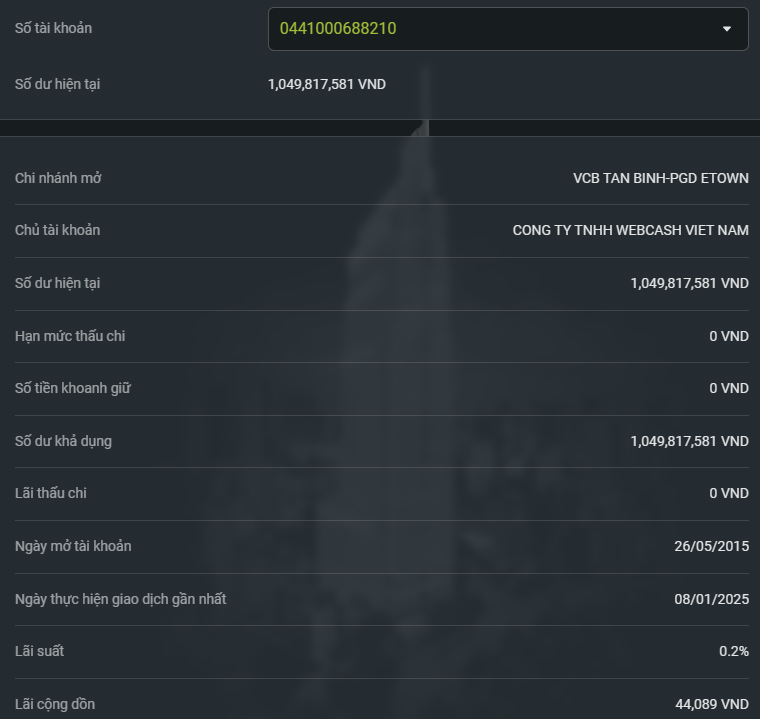 Số tài khoản 0441000688210
Số dư hiện tại 1,049,817,581 VND
Chi nhánh mở VCB TAN BINH-PGD ETOWN
Chủ tài khoản CONG TY TNHH WEBCASH VIET NAM
Số dư hiện tại 1,049,817,581 VND
Hạn mức thấu chi 0 VND
Số tiền khoanh giữ 0 VND
Số dư khả dụng 1,049,817,581 VND
Lãi thấu chi 0 VND
Ngày mở tài khoản 26/05/2015
Ngày thực hiện giao dịch gần nhất 08/01/2025
Lãi suất 0.2%
Lãi cộng dồn 44,089 VND